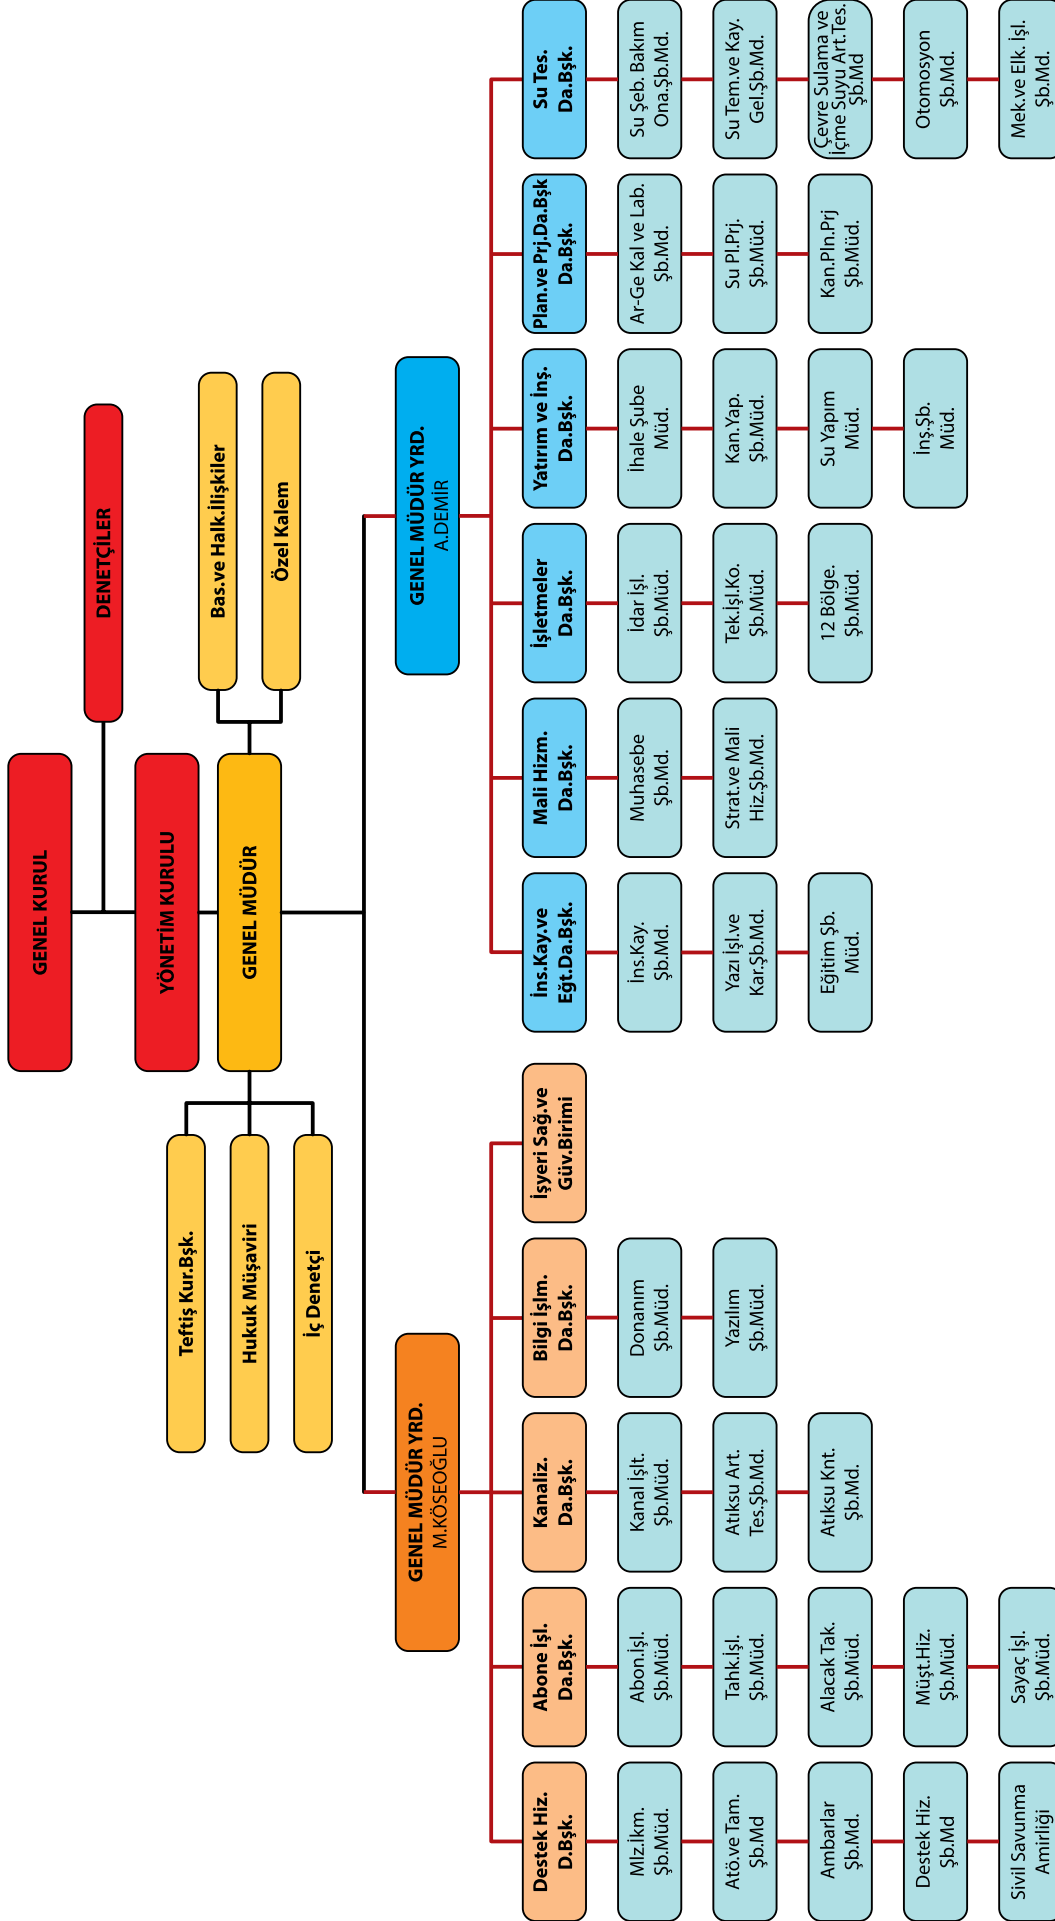 GENEL KURUL
DENETÇİLER
YÖNETİM KURULU
GENEL MÜDÜR
Teftiş Kur.Bşk.
Hukuk Müşaviri
İç Denetçi
Bas.ve Halk.İlişkiler
Özel Kalem
GENEL MÜDÜR YRD.
M.KÖSEOĞLU
GENEL MÜDÜR YRD.
A.DEMİR
Destek Hiz.
D.Bşk.
Mlz.İkm.
Şb.Müd.
Atö.ve Tam.
Şb.Md
Ambarlar
Şb.Md.
Destek Hiz.
Şb.Md
Sivil Savunma
Amirliği
Abone İşl.
Da.Bşk.
Abon.İşl.
Şb.Müd.
Tahk.İşl.
Şb.Müd.
Alacak Tak.
Şb.Müd.
Müşt.Hiz.
Şb.Müd.
Sayaç İşl.
Şb.Müd.
Kanaliz.
Da.Bşk.
Kanal İşlt.
Şb.Müd.
Atıksu Art.
Tes.Şb.Md.
Atıksu Knt.
Şb.Md.
Bilgi İşlm.
Da.Bşk.
Donanım
Şb.Müd.
Yazılım
Şb.Müd.
İşyeri Sağ.ve
Güv.Birimi
İns.Kay.ve
Eğt.Da.Bşk.
İns.Kay.
Şb.Md.
Yazı İşl.ve
Kar.Şb.Md.
Eğitim Şb.
Müd.
Mali Hizm.
Da.Bşk.
Muhasebe
Şb.Md.
Strat.ve Mali
Hiz.Şb.Md.
İşletmeler
Da.Bşk.
İdar İşl.
Şb.Müd.
Tek.İşl.Ko.
Şb.Müd.
12 Bölge.
Şb.Müd.
Yatırım ve İnş.
Da.Bşk.
İhale Şube
Müd.
Kan.Yap.
Şb.Müd.
Su Yapım
Müd.
İnş.Şb.
Müd.
Plan.ve Prj.Da.Bşk
Da.Bşk.
Ar-Ge Kal ve Lab.
Şb.Md.
Su Pl.Prj.
Şb.Müd.
Kan.Pln.Prj
Şb.Müd.
Su Tes.
Da.Bşk.
Su Şeb. Bakım
Ona.Şb.Md.
Su Tem.ve Kay.
Gel.Şb.Md.
Çevre Sulama ve
İçme Suyu Art.Tes.
Şb.Md
Otomosyon
Şb.Md.
Mek.ve Elk. İşl.
Şb.Md.